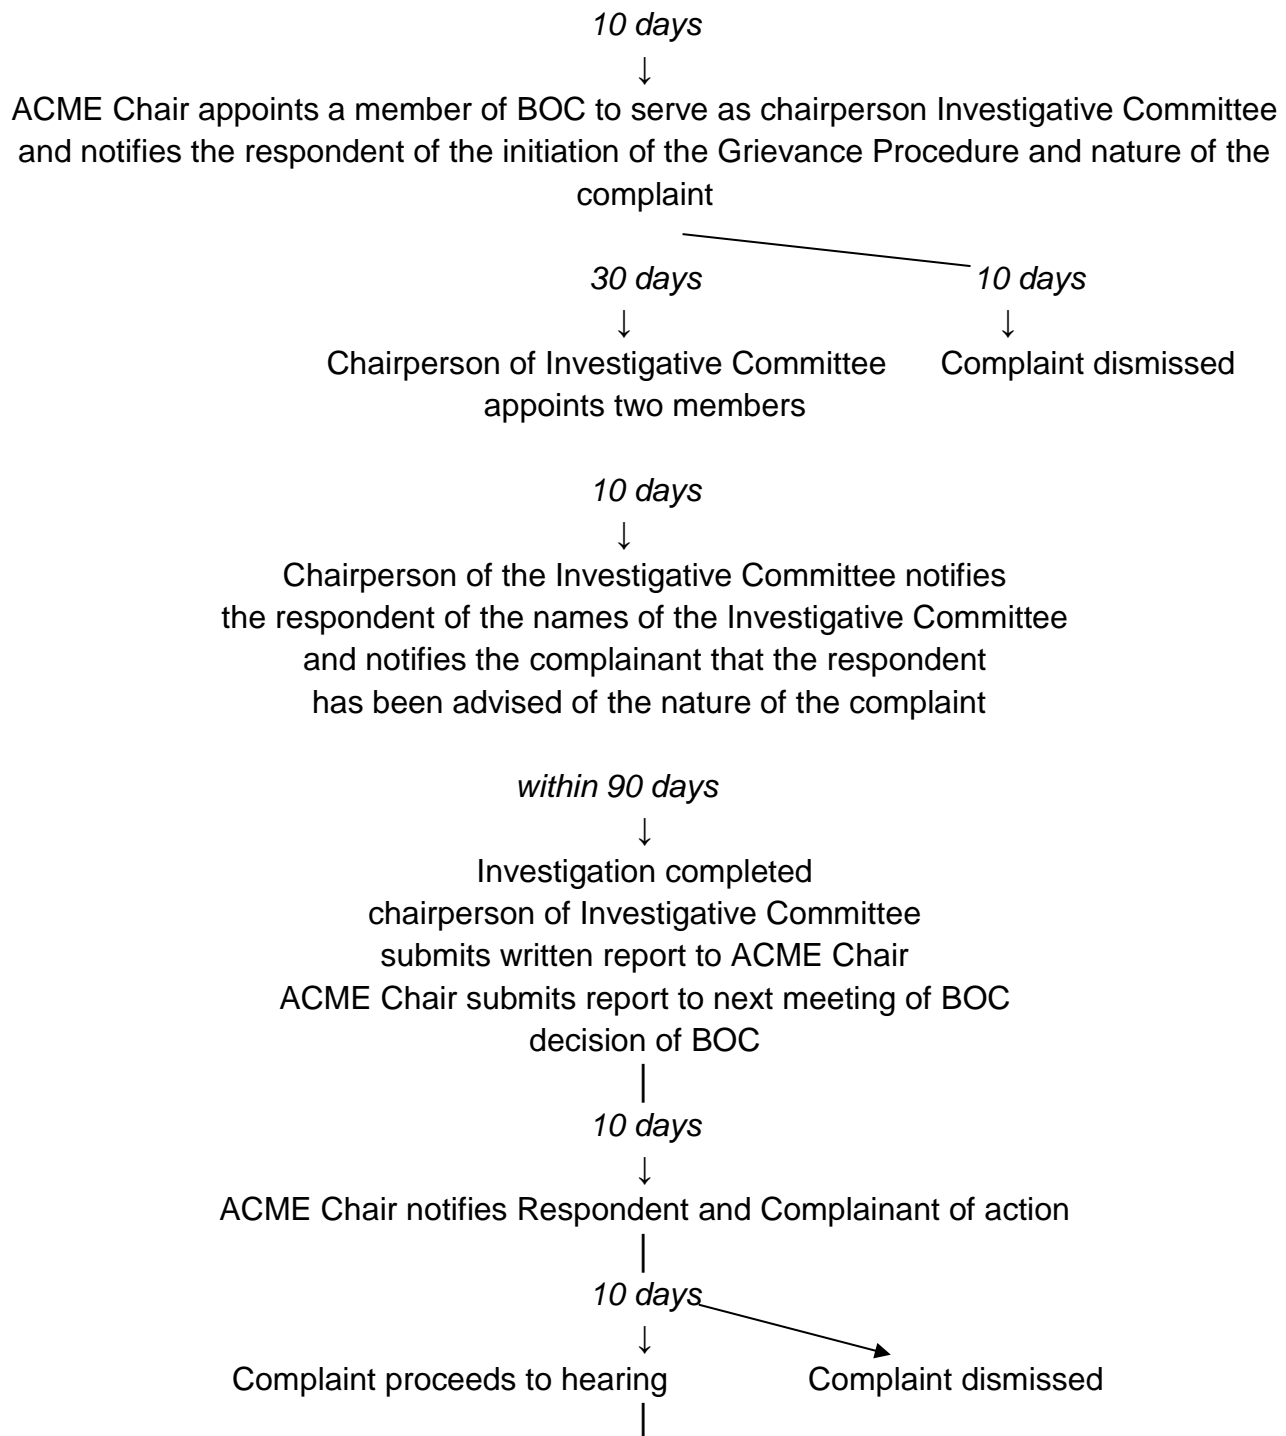 10 days
↓
ACME Chair appoints a member of BOC to serve as chairperson Investigative Committee
and notifies the respondent of the initiation of the Grievance Procedure and nature of the
complaint
30 days 10 days
↓ ↓
Chairperson of Investigative Committee Complaint dismissed
appoints two members
10 days
↓
Chairperson of the Investigative Committee notifies
the respondent of the names of the Investigative Committee
and notifies the complainant that the respondent
has been advised of the nature of the complaint
within 90 days
↓
Investigation completed
chairperson of Investigative Committee
submits written report to ACME Chair
ACME Chair submits report to next meeting of BOC
decision of BOC
10 days
↓
ACME Chair notifies Respondent and Complainant of action
10 days
↓
Complaint proceeds to hearing Complaint dismissed